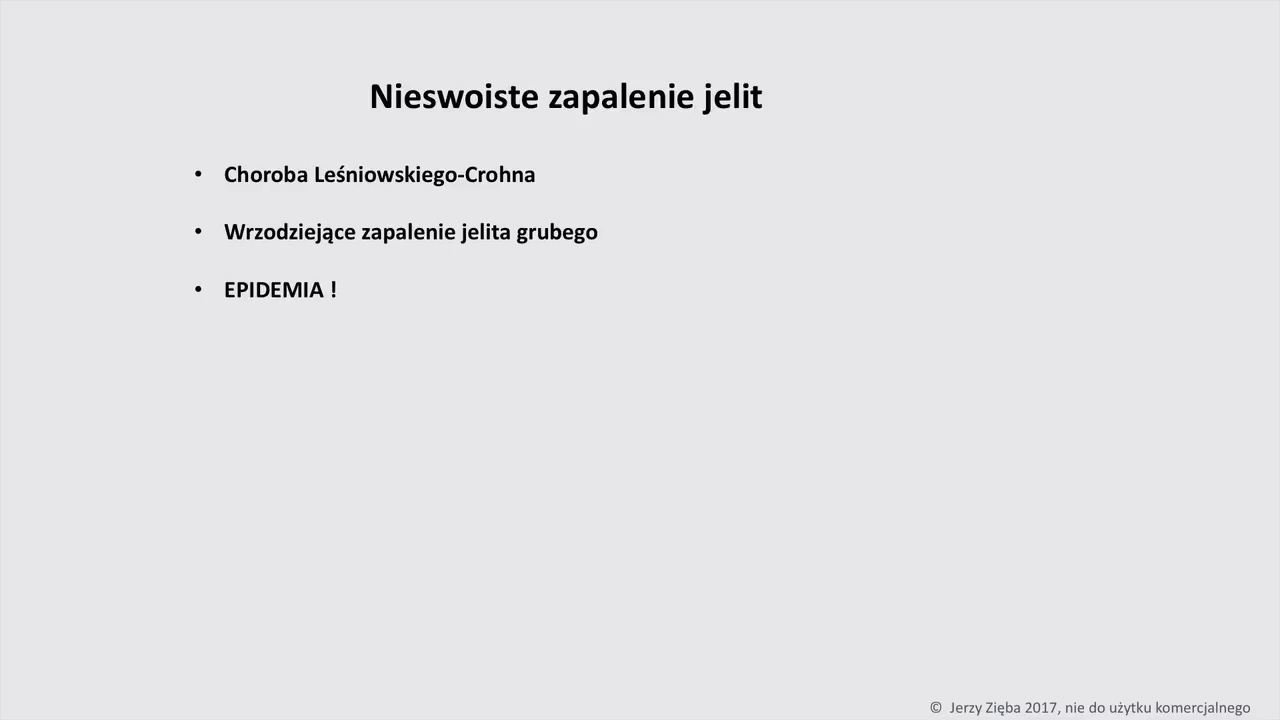 Nieswoiste zapalenie jelit
• Choroba Leśniowskiego-Crohna
• Wrzodziejące zapalenie jelita grubego
• EPIDEMIA !
© Jerzy Zięba 2017, nie do użytku komercjalnego